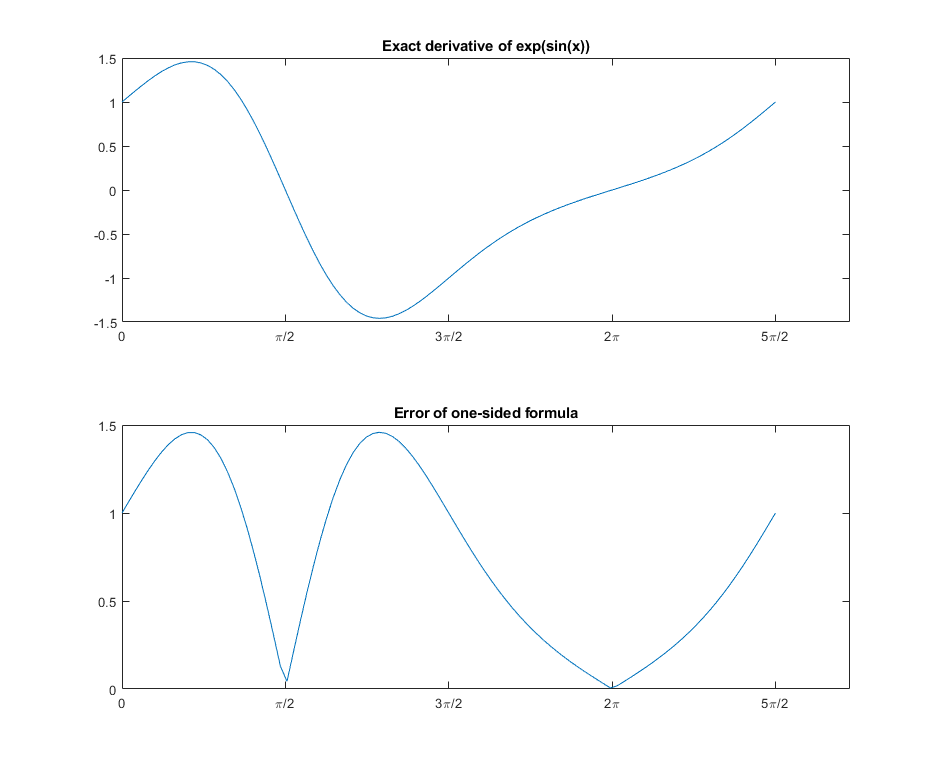 Exact derivative of exp(sin(x))
1.5
1
0.5
0
-0.5
-1
-1.5
0 π/2 3π/2 2π 5π/2
Error of one-sided formula
1.5
1
0.5
0
0 π/2 3π/2 2π 5π/2